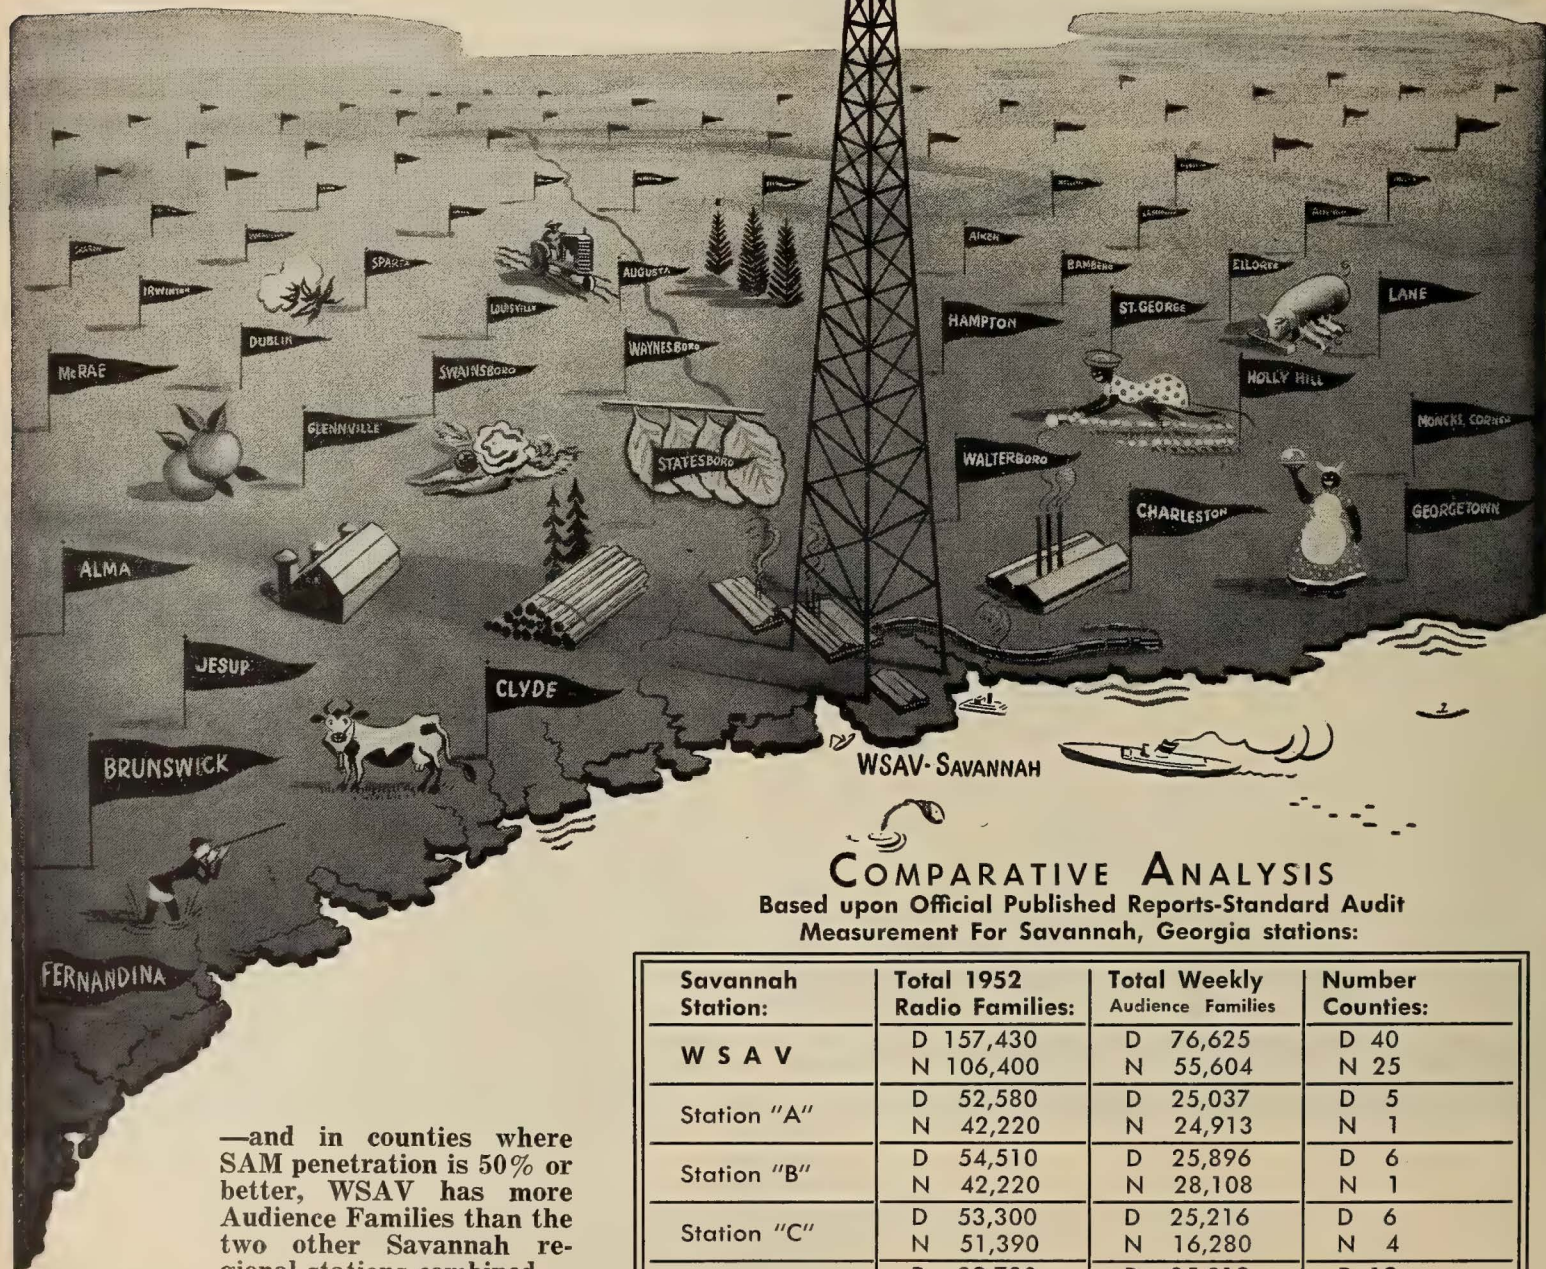 AIKEN
SPARTA
AUGUSTA
BAMBERG
ELLOREE
IRWINTON
LOUISVILLE
HAMPTON
ST. GEORGE
LANE
DUBLIN
WAYNESBORO
McRAE
SWAINSBORO
HOLLY HILL
GLENNVILLE
STATESBORO
WALTERBORO
MONCKS CORNER
CHARLESTON
GEORGETOWN
ALMA
JESUP
CLYDE
BRUNSWICK
WSAV-SAVANNAH
FERNANDINA
COMPARATIVE ANALYSIS
Based upon Official Published Reports-Standard Audit
Measurement For Savannah, Georgia stations:
Savannah Total 1952 Total Weekly Number
Station: Radio Families: Audience Families Counties:
W S A V
D 157,430 D 76,625 D 40
N 106,400 N 55,604 N 25
Station "A"
D 52,580 D 25,037 D 5
N 42,220 N 24,913 N 1
Station "B"
D 54,510 D 25,896 D 6
N 42,220 N 28,108 N 1
Station "C"
D 53,300 D 25,216 D 6
N 51,390 N 16,280 N 4
—and in counties where
SAM penetration is 50% or
better, WSAV has more
Audience Families than the
two other Savannah re-
gional stations combined